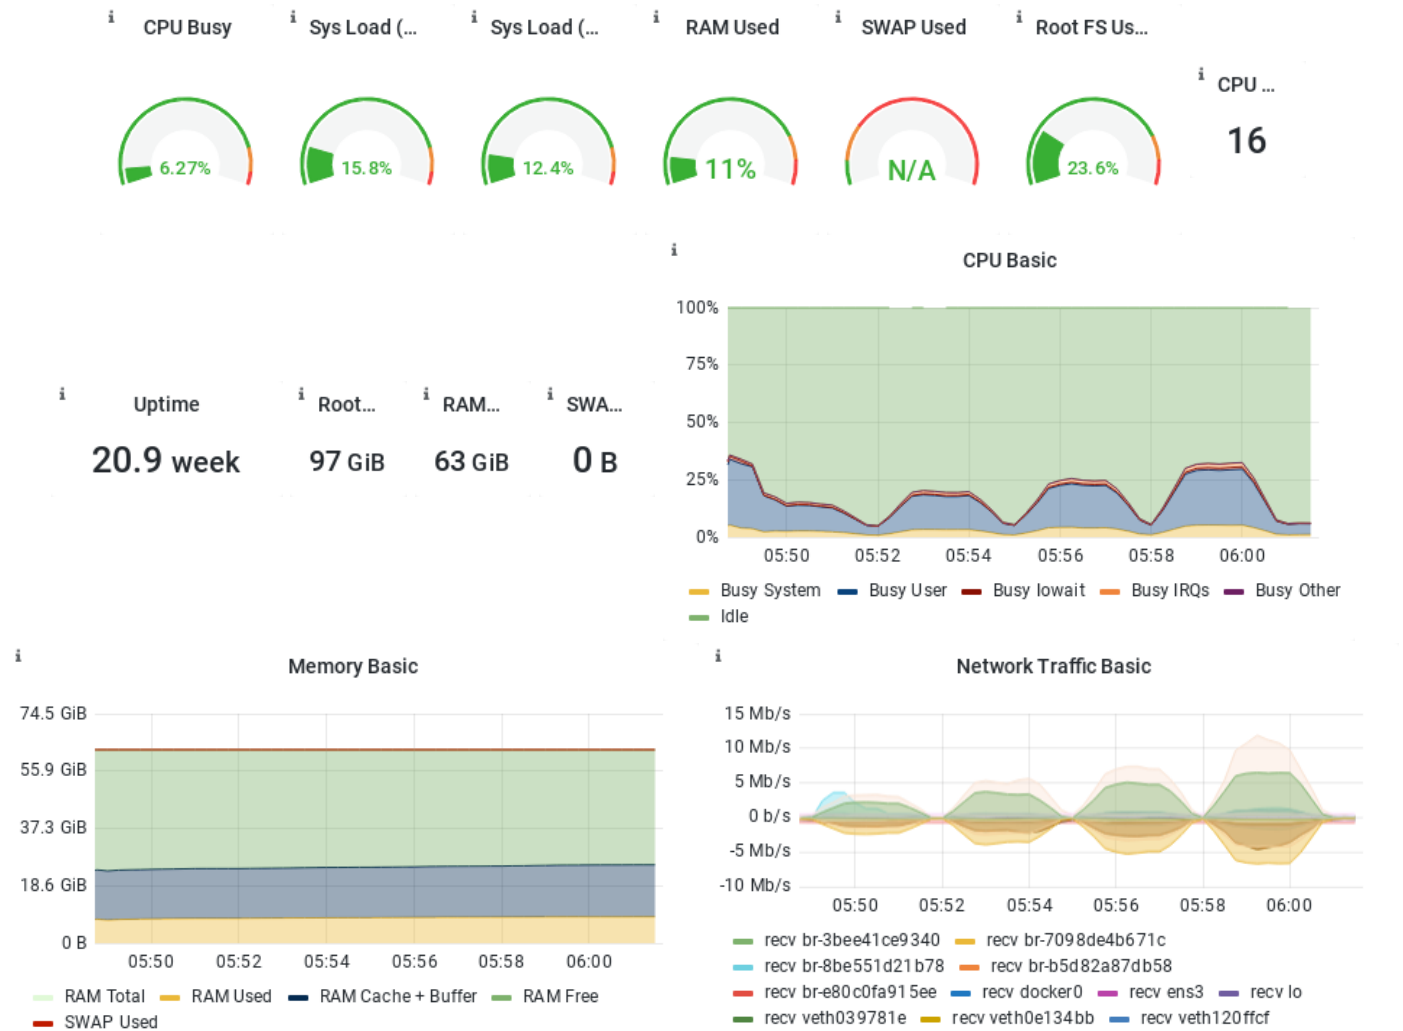 CPU Busy
Sys Load (...
Sys Load (...
RAM Used
SWAP Used
Root FS Us...
CPU ...
6.27%
15.8%
12.4%
11%
N/A
23.6%
16
Uptime
Root...
RAM...
SWA...
20.9 week
97 GiB
63 GiB
0 B
CPU Basic
100%
75%
50%
25%
0%
05:50
05:52
05:54
05:56
05:58
06:00
Busy System
Busy User
Busy Iowait
Busy IRQs
Busy Other
Idle
Memory Basic
74.5 GiB
55.9 GiB
37.3 GiB
18.6 GiB
0 B
05:50
05:52
05:54
05:56
05:58
06:00
RAM Total
RAM Used
RAM Cache + Buffer
RAM Free
SWAP Used
Network Traffic Basic
15 Mb/s
10 Mb/s
5 Mb/s
0 b/s
-5 Mb/s
-10 Mb/s
05:50
05:52
05:54
05:56
05:58
06:00
recv br-3bee41ce9340
recv br-7098de4b671c
recv br-8be551d21b78
recv br-b5d82a87db58
recv br-e80c0fa915ee
recv docker0
recv ens3
recv lo
recv veth039781e
recv veth0e134bb
recv veth120ffcf